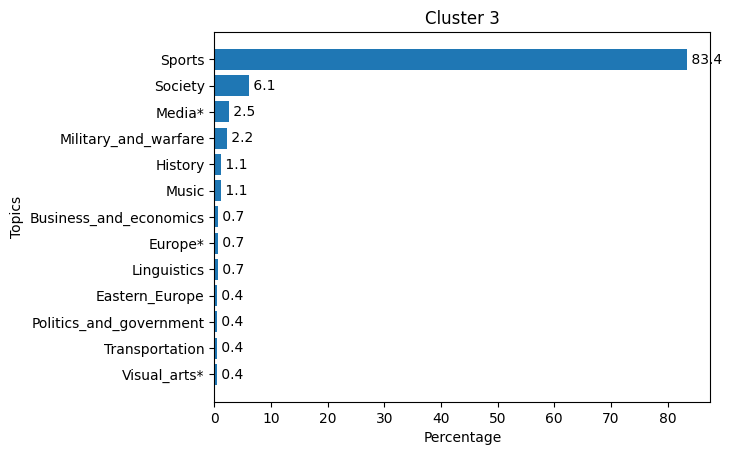 Cluster 3
Topics
Sports 83.4
Society 6.1
Media* 2.5
Military_and_warfare 2.2
History 1.1
Music 1.1
Business_and_economics 0.7
Europe* 0.7
Linguistics 0.7
Eastern_Europe 0.4
Politics_and_government 0.4
Transportation 0.4
Visual_arts* 0.4
0 10 20 30 40 50 60 70 80
Percentage